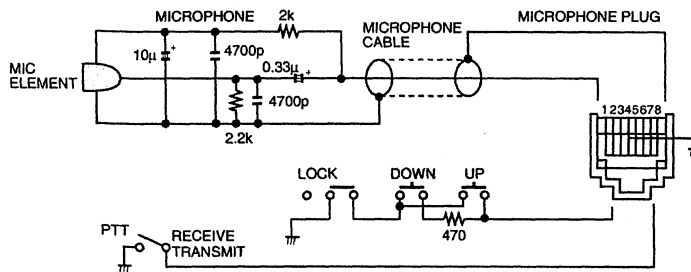 MICROPHONE
2k
MICROPHONE
CABLE
MICROPHONE PLUG
10µ +
4700p
0.33µ +
MIC
ELEMENT
4700p
2.2k
12345678
LOCK
DOWN
UP
470
PTT
RECEIVE
TRANSMIT